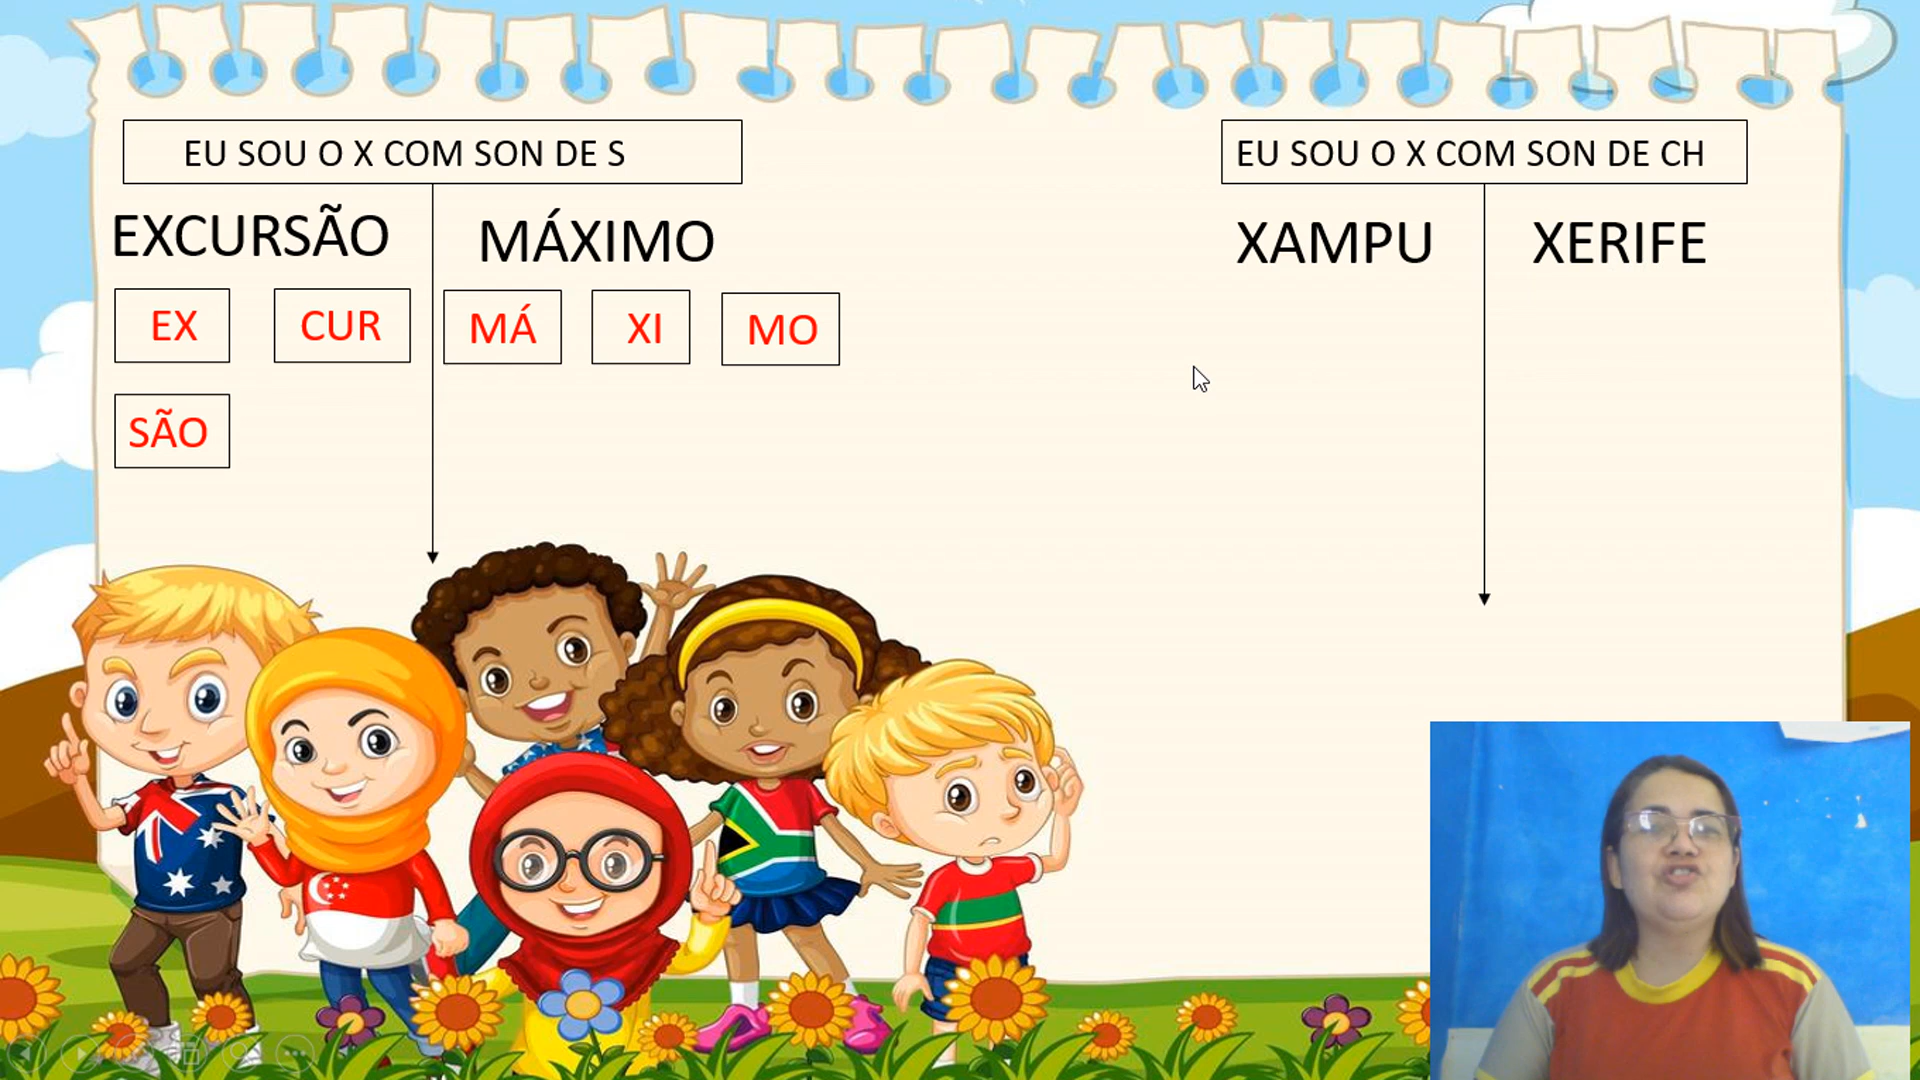 EU SOU O X COM SON DE S
EXCURSÃO
MÁXIMO
EX
CUR
SÃO
MÁ
XI
MO
EU SOU O X COM SON DE CH
XAMPU
XERIFE